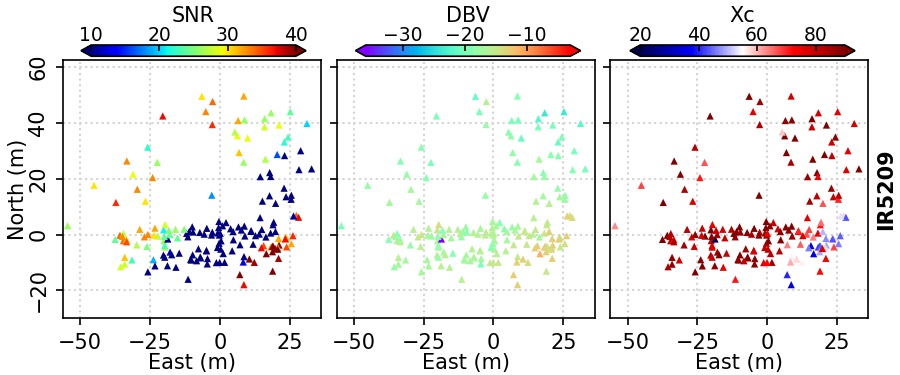 SNR DBV Xc
10 20 30 40 −30 −20 −10 20 40 60 80
60
40
20
0
−20
North (m)
IR5209
−50 −25 0 25 −50 −25 0 25 −50 −25 0 25
East (m) East (m) East (m)